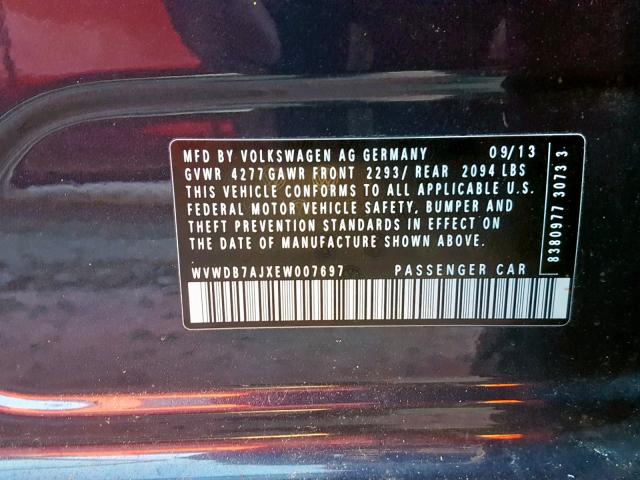 MFD BY VOLKSWAGEN AG GERMANY 09/13
GVWR 4277 GAWR FRONT 2293/ REAR 2094 LBS
THIS VEHICLE CONFORMS TO ALL APPLICABLE U.S.
FEDERAL MOTOR VEHICLE SAFETY, BUMPER AND
THEFT PREVENTION STANDARDS IN EFFECT ON
THE DATE OF MANUFACTURE SHOWN ABOVE.
WVWDB7AJXEW007697 PASSENGER CAR
8380977 3073 3